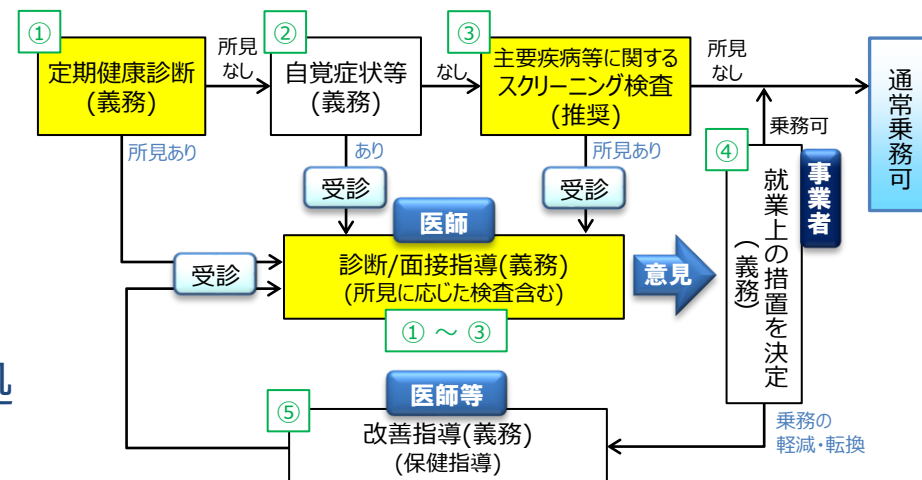 ①
定期健康診断
(義務)
所見
なし
②
自覚症状等
(義務)
なし
③
主要疾病等に関する
スクリーニング検査
(推奨)
所見
なし
通常乗務可
所見あり
あり
所見あり
乗務可
受診
受診
④
事業者
就業上の措置を決定
(義務)
医師
受診
診断/面接指導(義務)
(所見に応じた検査含む)
意見
① ～ ③
医師等
⑤
改善指導(義務)
(保健指導)
乗務の
軽減・転換